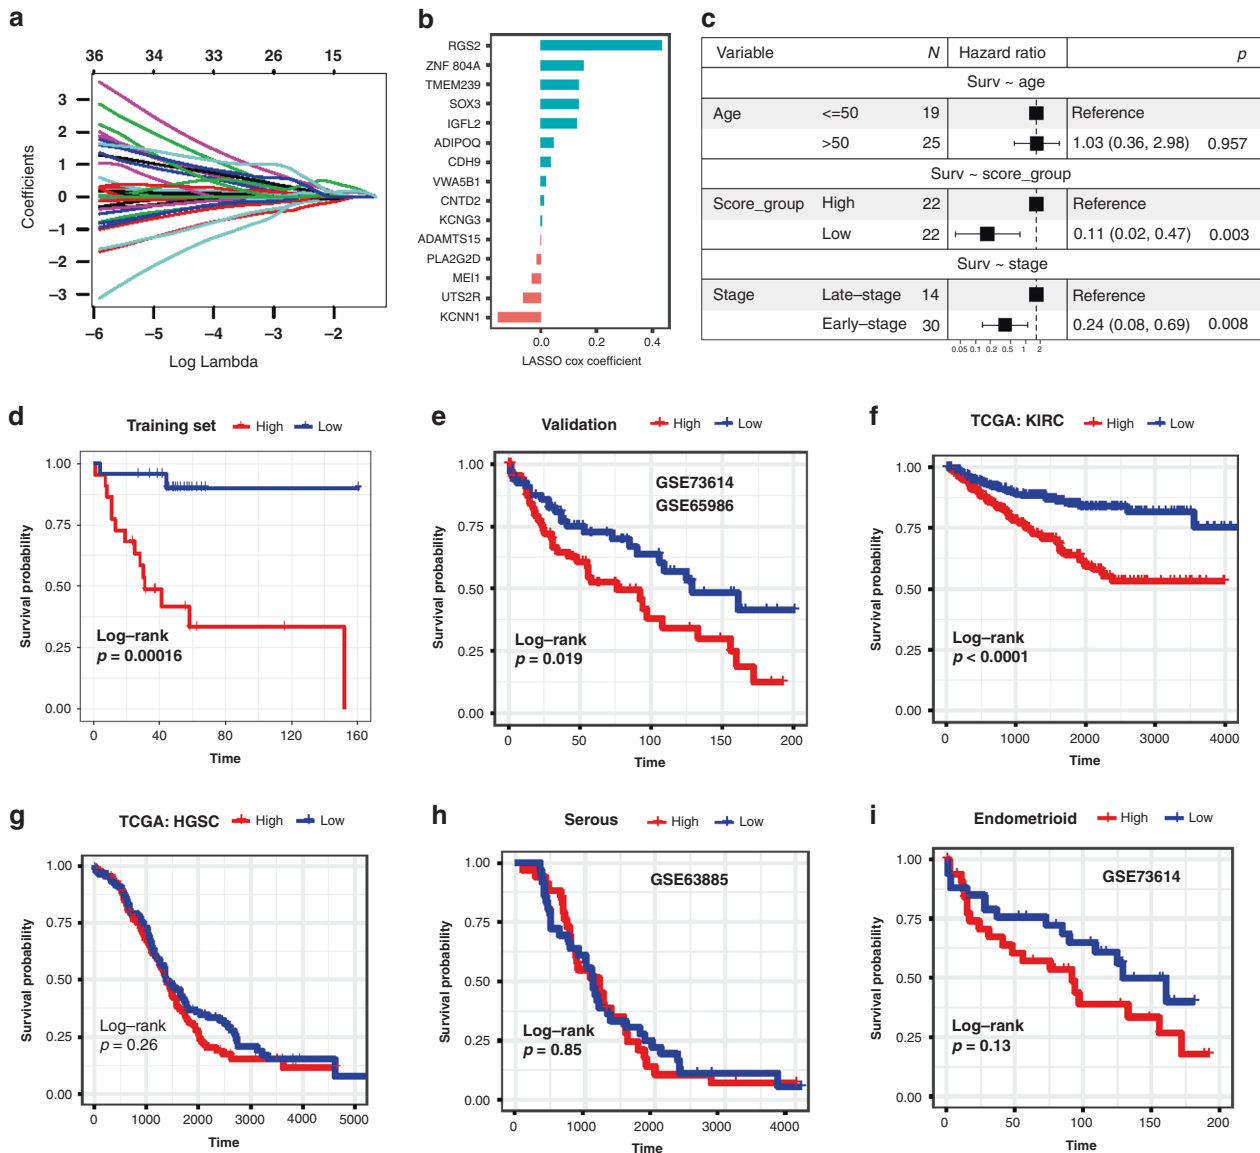 a
36 34 33 26 15
3
2
1
0
−1
−2
−3
Coefficients
−6 −5 −4 −3 −2
Log Lambda
b
RGS2
ZNF 804A
TMEM239
SOX3
IGFL2
ADIPOQ
CDH9
VWA5B1
CNTD2
KCNG3
ADAMTS15
PLA2G2D
MEI1
UTS2R
KCNN1
0.0 0.2 0.4
LASSO cox coefficient
c
Variable N Hazard ratio p
Surv ~ age
Age <=50 19 Reference
>50 25 1.03 (0.36, 2.98) 0.957
Surv ~ score_group
Score_group High 22 Reference
Low 22 0.11 (0.02, 0.47) 0.003
Surv ~ stage
Stage Late−stage 14 Reference
Early−stage 30 0.24 (0.08, 0.69) 0.008
0.05 0.1 0.2 0.5 1 2
d
Training set High Low
1.00
0.75
0.50
0.25
0.00
Survival probability
Log−rank
p = 0.00016
0 40 80 120 160
Time
e
Validation High Low
GSE73614
GSE65986
1.00
0.75
0.50
0.25
0.00
Survival probability
Log−rank
p = 0.019
0 50 100 150 200
Time
f
TCGA: KIRC High Low
1.00
0.75
0.50
0.25
0.00
Survival probability
Log−rank
p < 0.0001
0 1000 2000 3000 4000
Time
g
TCGA: HGSC High Low
1.00
0.75
0.50
0.25
0.00
Survival probability
Log−rank
p = 0.26
0 1000 2000 3000 4000 5000
Time
h
Serous High Low
GSE63885
1.00
0.75
0.50
0.25
0.00
Survival probability
Log−rank
p = 0.85
0 1000 2000 3000 4000
Time
i
Endometrioid High Low
GSE73614
1.00
0.75
0.50
0.25
0.00
Survival probability
Log−rank
p = 0.13
0 50 100 150 200
Time